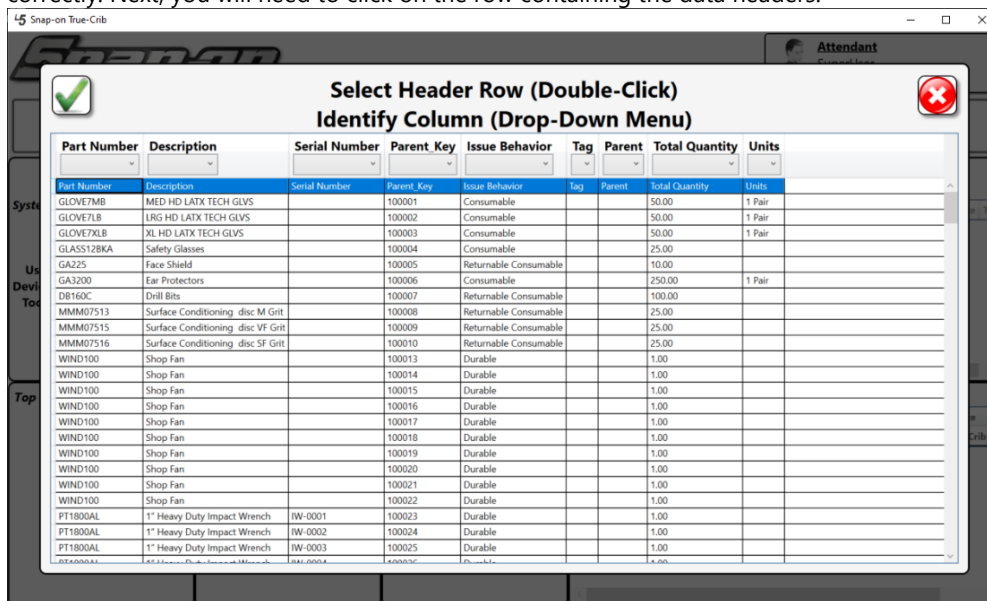 correctly. Next, you will need to click on the row containing the data headers.
Snap-on True-Crib
Snap-on
Attendant
Select Header Row (Double-Click)
Identify Column (Drop-Down Menu)
Part Number Description Serial Number Parent_Key Issue Behavior Tag Parent Total Quantity Units
Part Number Description Serial Number Parent_Key Issue Behavior Tag Parent Total Quantity Units
GLOVE7MB MED HD LATX TECH GLVS 100001 Consumable 50.00 1 Pair
GLOVE7LB LRG HD LATX TECH GLVS 100002 Consumable 50.00 1 Pair
GLOVE7XLB XL HD LATX TECH GLVS 100003 Consumable 50.00 1 Pair
GLASS12BKA Safety Glasses 100004 Consumable 25.00
GA225 Face Shield 100005 Returnable Consumable 10.00
GA3200 Ear Protectors 100006 Consumable 250.00 1 Pair
DB160C Drill Bits 100007 Returnable Consumable 100.00
MMM07513 Surface Conditioning disc M Grit 100008 Returnable Consumable 25.00
MMM07515 Surface Conditioning disc VF Grit 100009 Returnable Consumable 25.00
MMM07516 Surface Conditioning disc SF Grit 100010 Returnable Consumable 25.00
WIND100 Shop Fan 100013 Durable 1.00
WIND100 Shop Fan 100014 Durable 1.00
WIND100 Shop Fan 100015 Durable 1.00
WIND100 Shop Fan 100016 Durable 1.00
WIND100 Shop Fan 100017 Durable 1.00
WIND100 Shop Fan 100018 Durable 1.00
WIND100 Shop Fan 100019 Durable 1.00
WIND100 Shop Fan 100020 Durable 1.00
WIND100 Shop Fan 100021 Durable 1.00
WIND100 Shop Fan 100022 Durable 1.00
PT1800AL 1" Heavy Duty Impact Wrench IW-0001 100023 Durable 1.00
PT1800AL 1" Heavy Duty Impact Wrench IW-0002 100024 Durable 1.00
PT1800AL 1" Heavy Duty Impact Wrench IW-0003 100025 Durable 1.00
Syste
Us
Devi
Too
Top
Crib